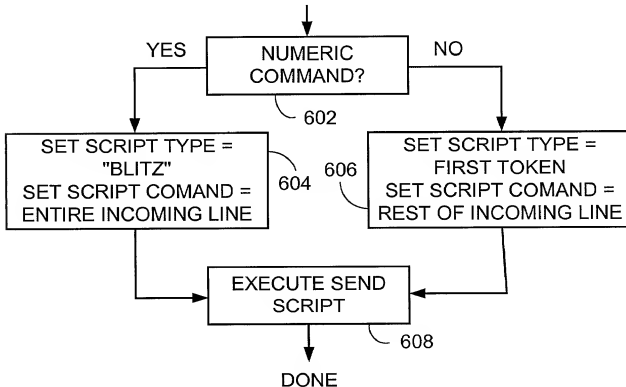 YES
NUMERIC
COMMAND?
NO
602
SET SCRIPT TYPE =
"BLITZ"
SET SCRIPT COMAND =
ENTIRE INCOMING LINE
604
606
SET SCRIPT TYPE =
FIRST TOKEN
SET SCRIPT COMAND =
REST OF INCOMING LINE
EXECUTE SEND
SCRIPT
608
DONE